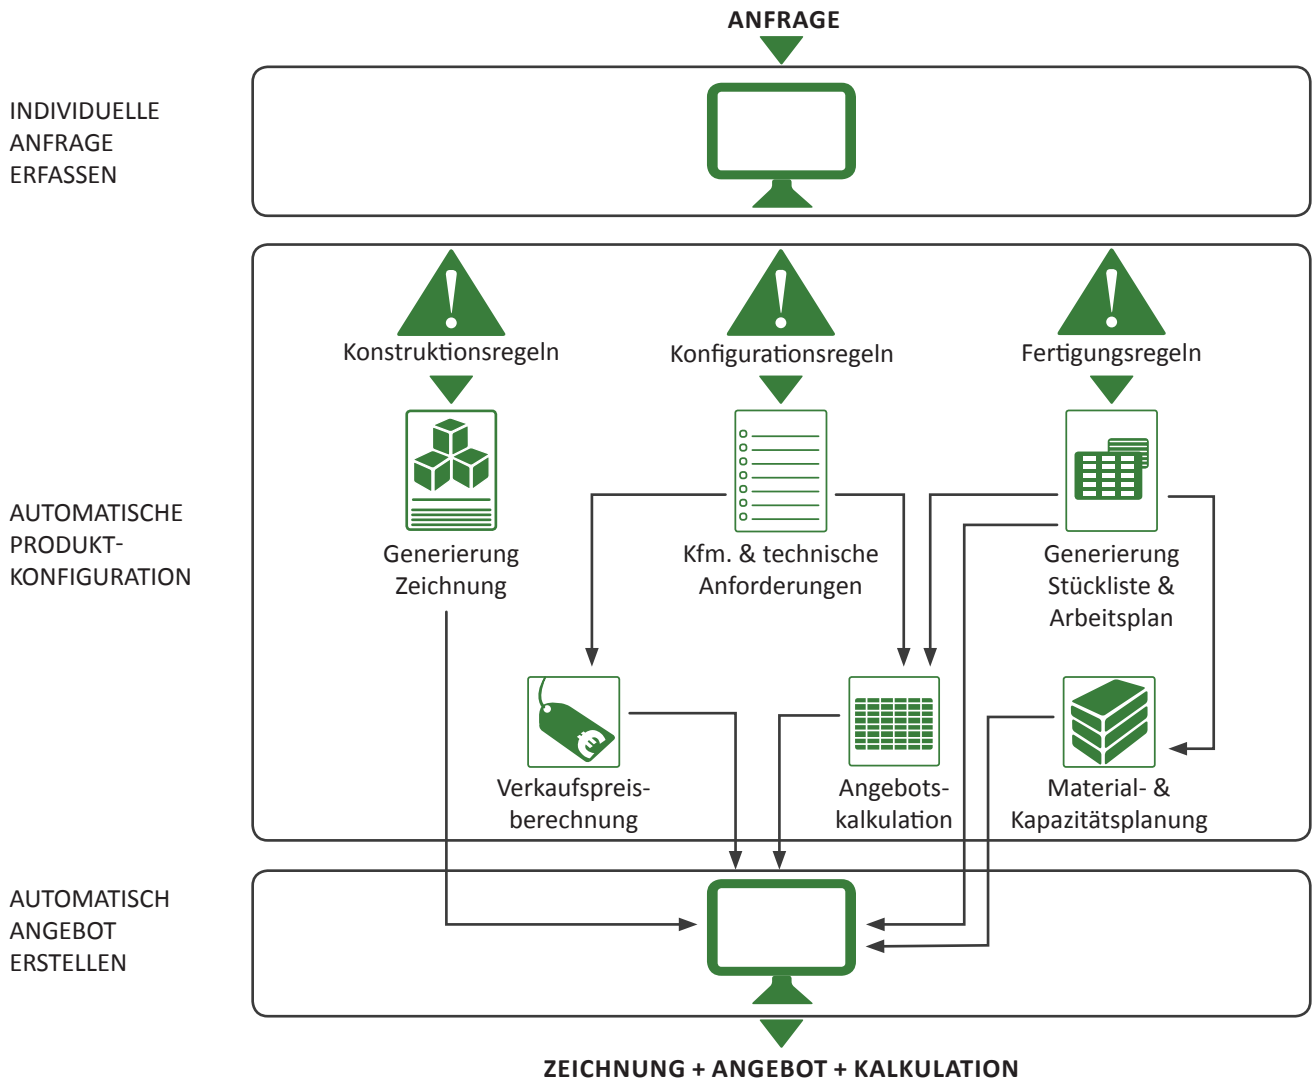 ANFRAGE
INDIVIDUELLE
ANFRAGE
ERFASSEN
Konstruktionsregeln
Konfigurationsregeln
Fertigungsregeln
AUTOMATISCHE
PRODUKT-
KONFIGURATION
Generierung
Zeichnung
Kfm. & technische
Anforderungen
Generierung
Stückliste &
Arbeitsplan
€
Verkaufspreis-
berechnung
Angebots-
kalkulation
Material- &
Kapazitätsplanung
AUTOMATISCH
ANGEBOT
ERSTELLEN
ZEICHNUNG + ANGEBOT + KALKULATION